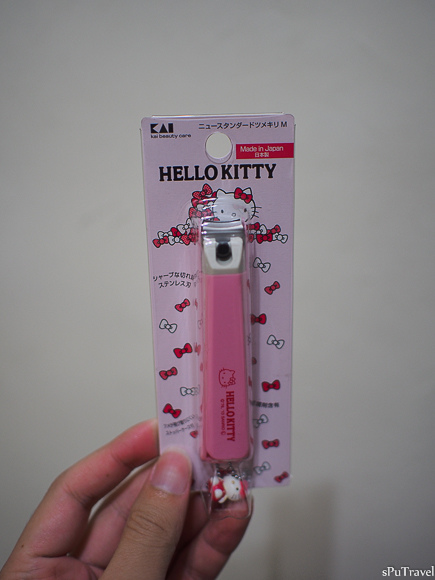 KAI
kai beauty care
ニュースタンダードツメキリ M
Made in Japan
日本製
HELLO KITTY
シャープな切れ味
ステンレス刃
HELLO KITTY
sPuTravel